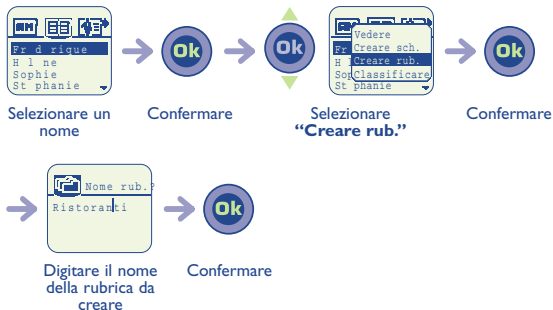 Fr d rique
H l ne
Sophie
St phanie
Ok
Ok
Vedere
Creare sch.
Creare rub.
Classificare
Fr
H l
Sop
St phanie
Ok
Selezionare un
nome
Confermare
Selezionare
“Creare rub.”
Confermare
Nome rub.?
Ristoranti
Ok
Digitare il nome
della rubrica da
creare
Confermare